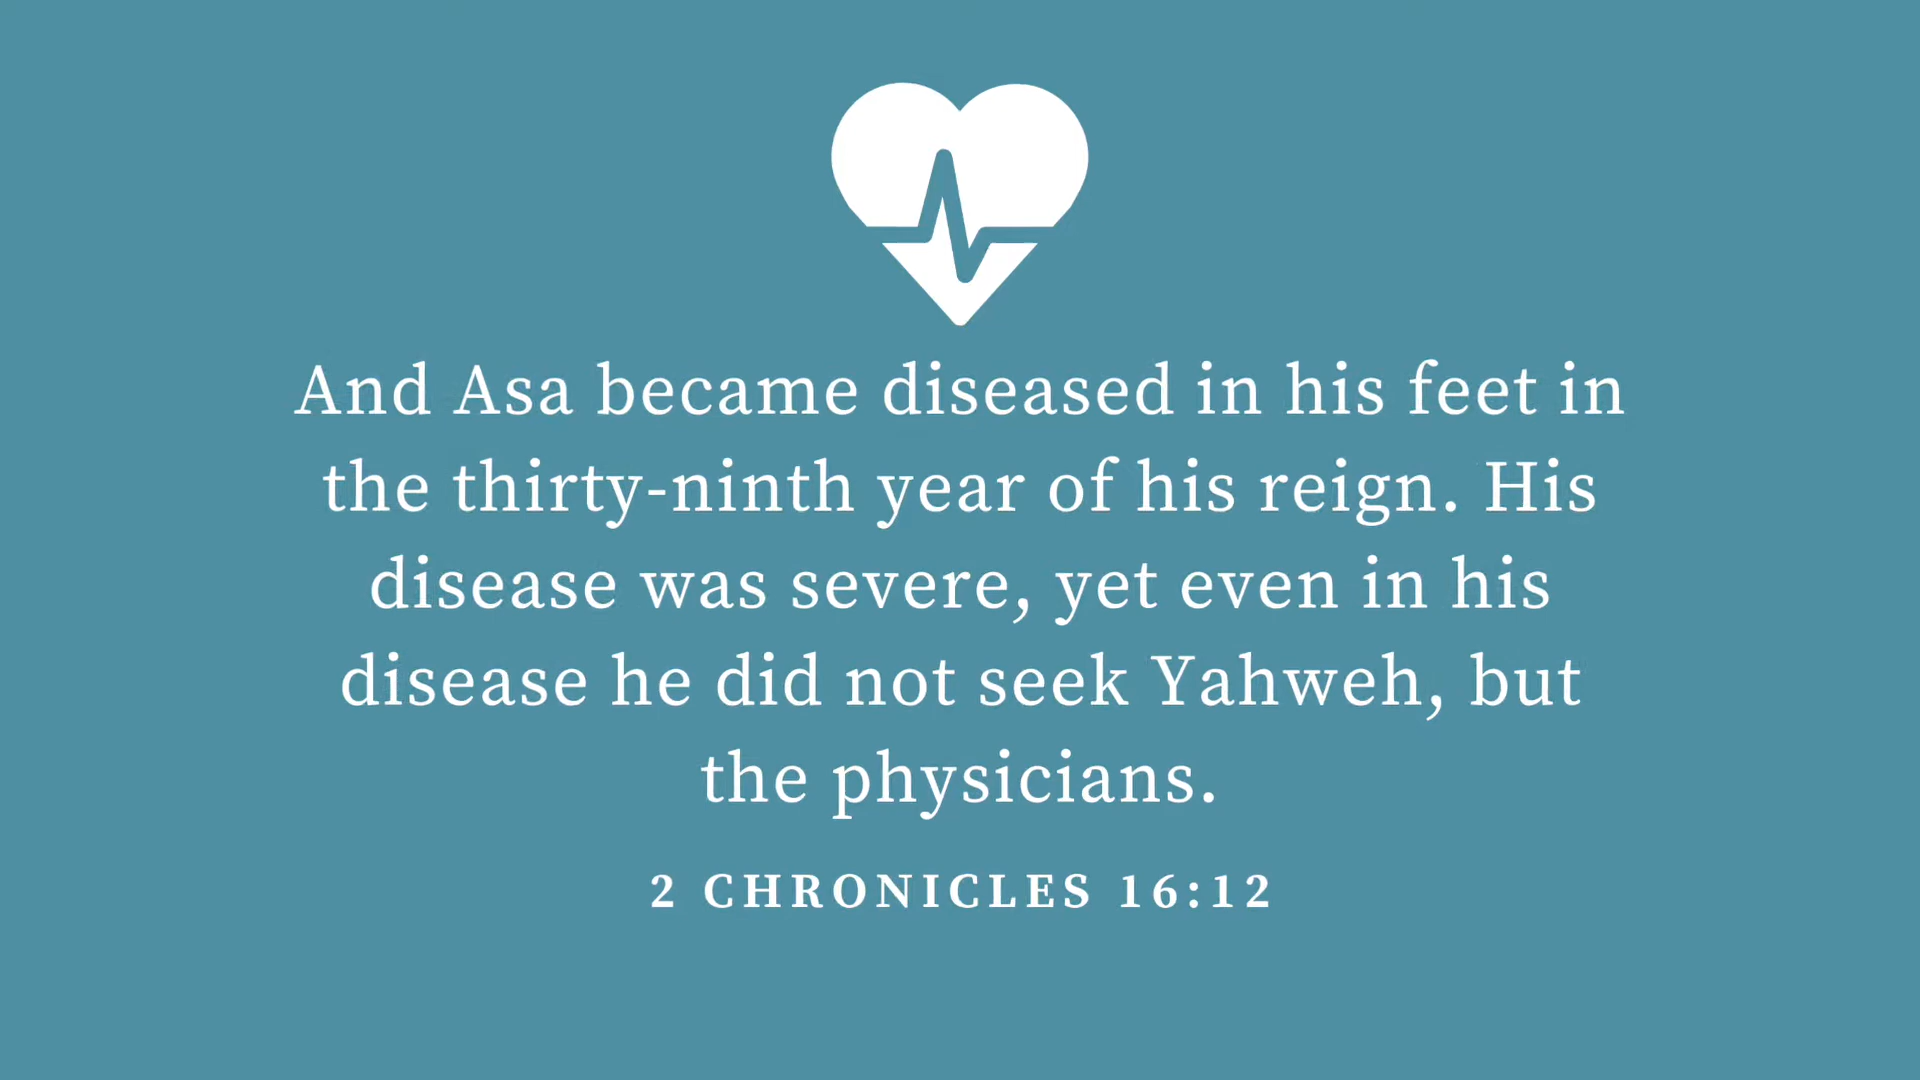 And Asa became diseased in his feet in
the thirty-ninth year of his reign. His
disease was severe, yet even in his
disease he did not seek Yahweh, but
the physicians.
2 CHRONICLES 16:12